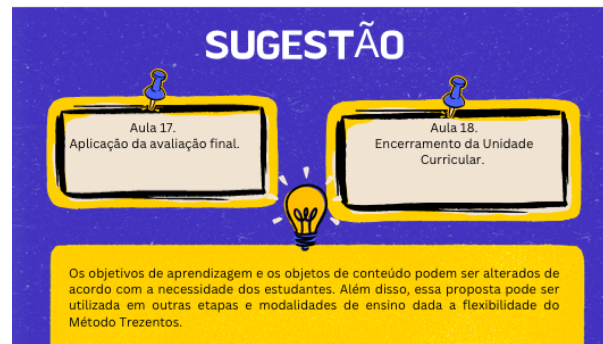 SUGESTÃO
Aula 17.
Aplicação da avaliação final.
Aula 18.
Encerramento da Unidade
Curricular.
Os objetivos de aprendizagem e os objetos de conteúdo podem ser alterados de
acordo com a necessidade dos estudantes. Além disso, essa proposta pode ser
utilizada em outras etapas e modalidades de ensino dada a flexibilidade do
Método Trezentos.